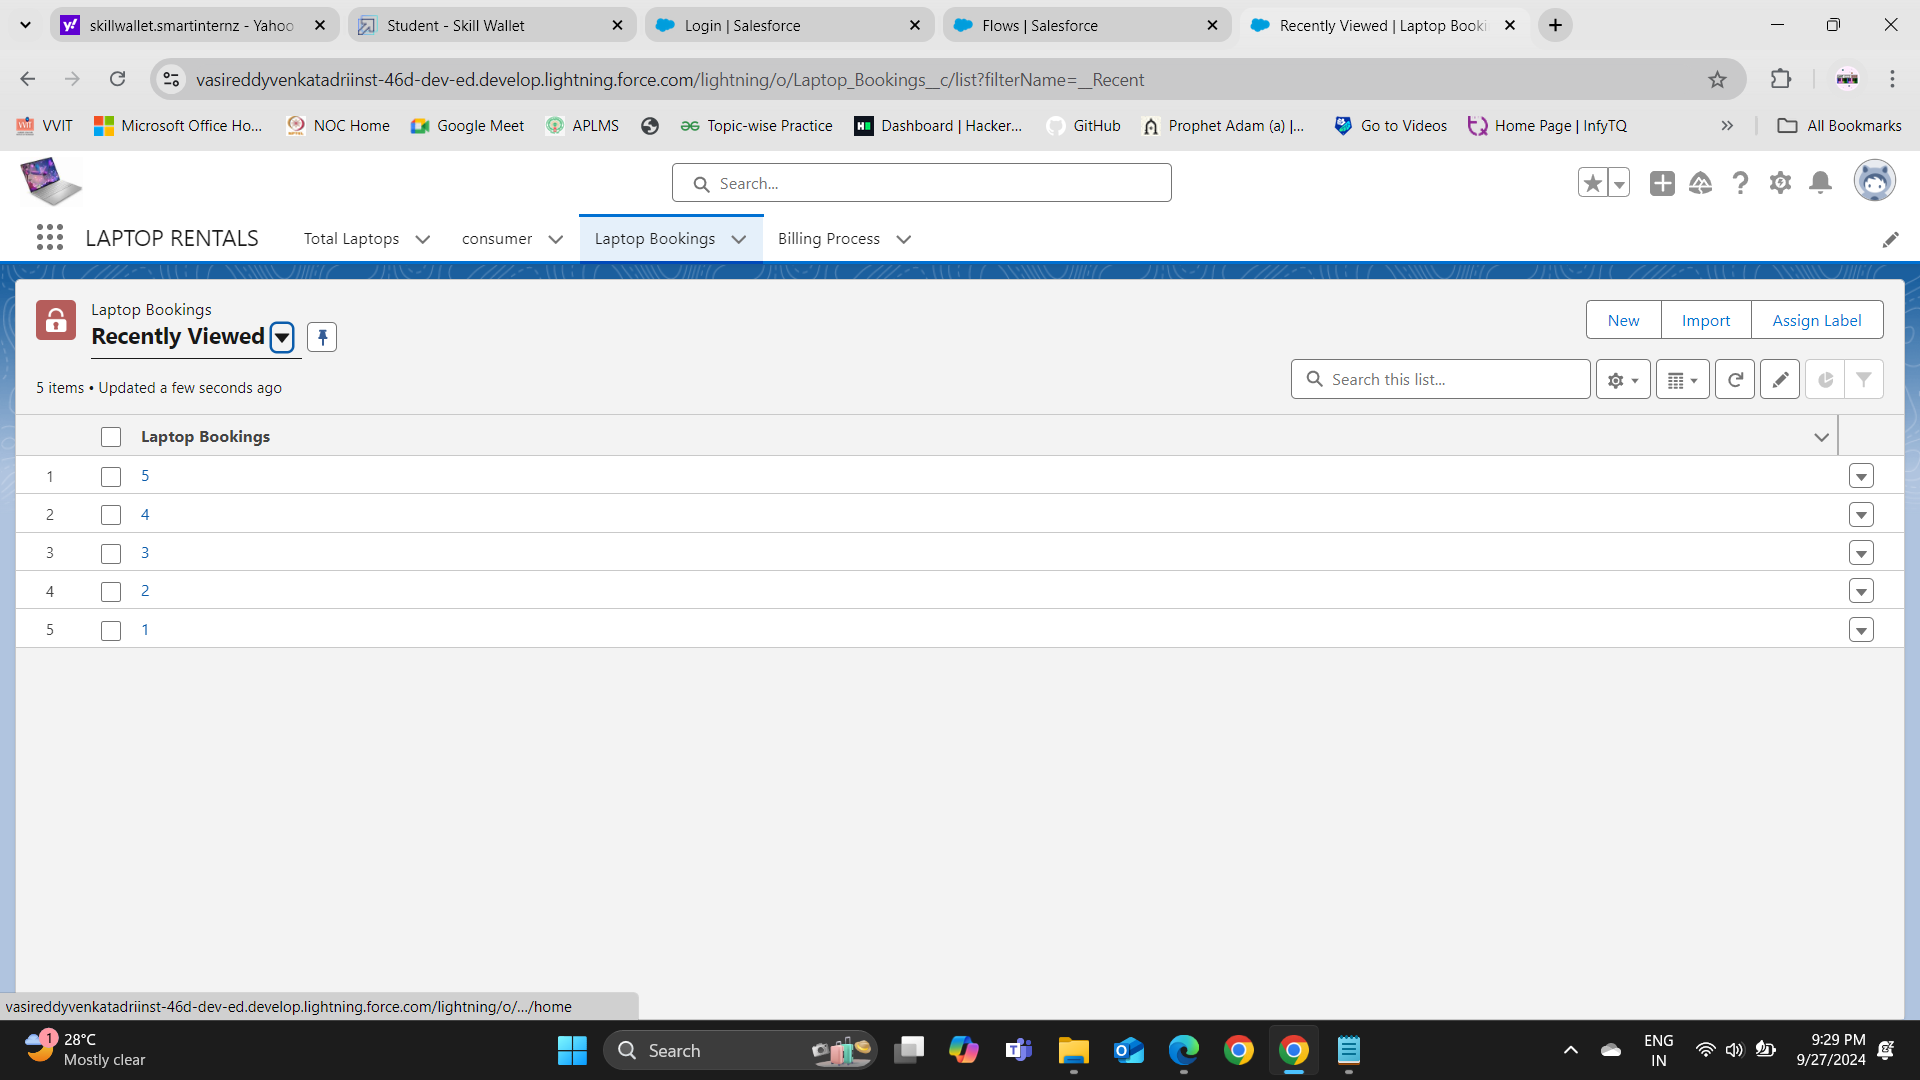 skillwallet.smartinternz - Yahoo
Student - Skill Wallet
Login | Salesforce
Flows | Salesforce
Recently Viewed | Laptop Booki
vasireddyvenkatadriinst-46d-dev-ed.develop.lightning.force.com/lightning/o/Laptop_Bookings__c/list?filterName=__Recent
VVIT
Microsoft Office Ho...
NOC Home
Google Meet
APLMS
Topic-wise Practice
Dashboard | Hacker...
GitHub
Prophet Adam (a) |...
Go to Videos
Home Page | InfyTQ
All Bookmarks
Search...
LAPTOP RENTALS
Total Laptops
consumer
Laptop Bookings
Billing Process
Laptop Bookings
Recently Viewed
New
Import
Assign Label
5 items • Updated a few seconds ago
Search this list...
Laptop Bookings
1 5
2 4
3 3
4 2
5 1
vasireddyvenkatadriinst-46d-dev-ed.develop.lightning.force.com/lightning/o/.../home
1
28°C
Mostly clear
Search
ENG
IN
9:29 PM
9/27/2024